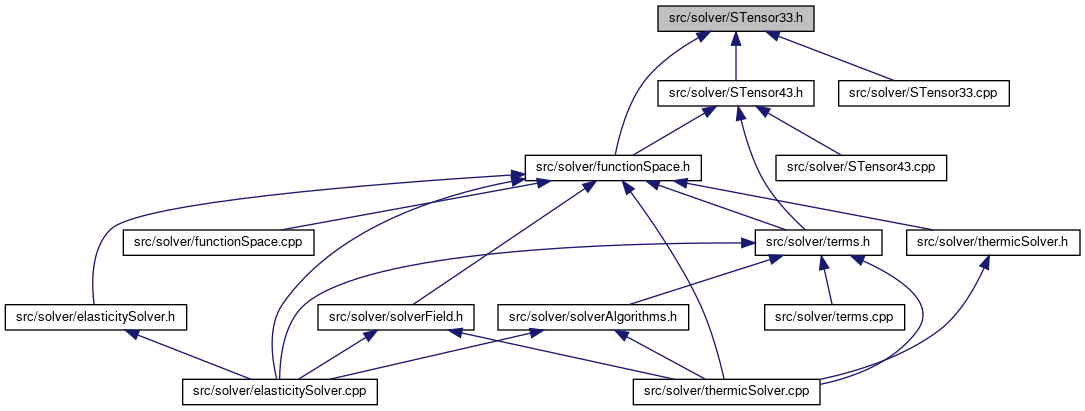 src/solver/STensor33.h
src/solver/STensor43.h
src/solver/STensor33.cpp
src/solver/functionSpace.h
src/solver/STensor43.cpp
src/solver/functionSpace.cpp
src/solver/terms.h
src/solver/thermicSolver.h
src/solver/elasticitySolver.h
src/solver/solverField.h
src/solver/solverAlgorithms.h
src/solver/terms.cpp
src/solver/elasticitySolver.cpp
src/solver/thermicSolver.cpp